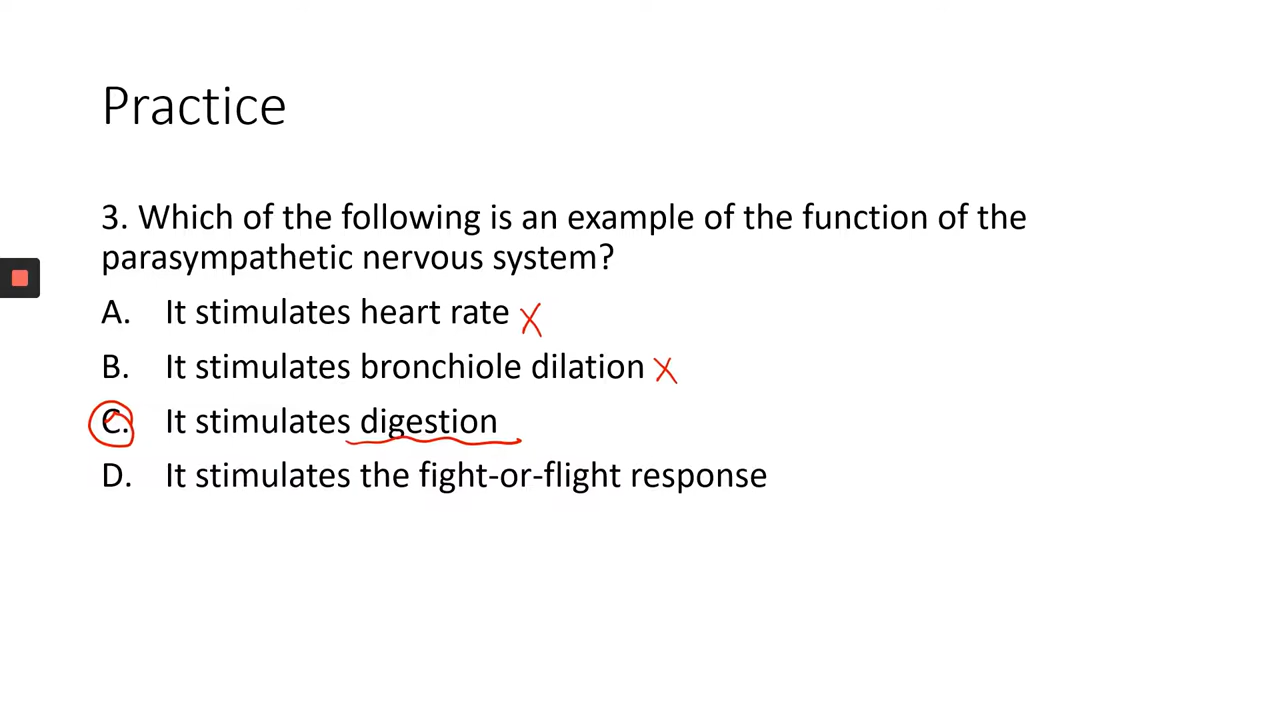 Practice
3. Which of the following is an example of the function of the
parasympathetic nervous system?
A. It stimulates heart rate X
B. It stimulates bronchiole dilation X
C. It stimulates digestion
D. It stimulates the fight-or-flight response